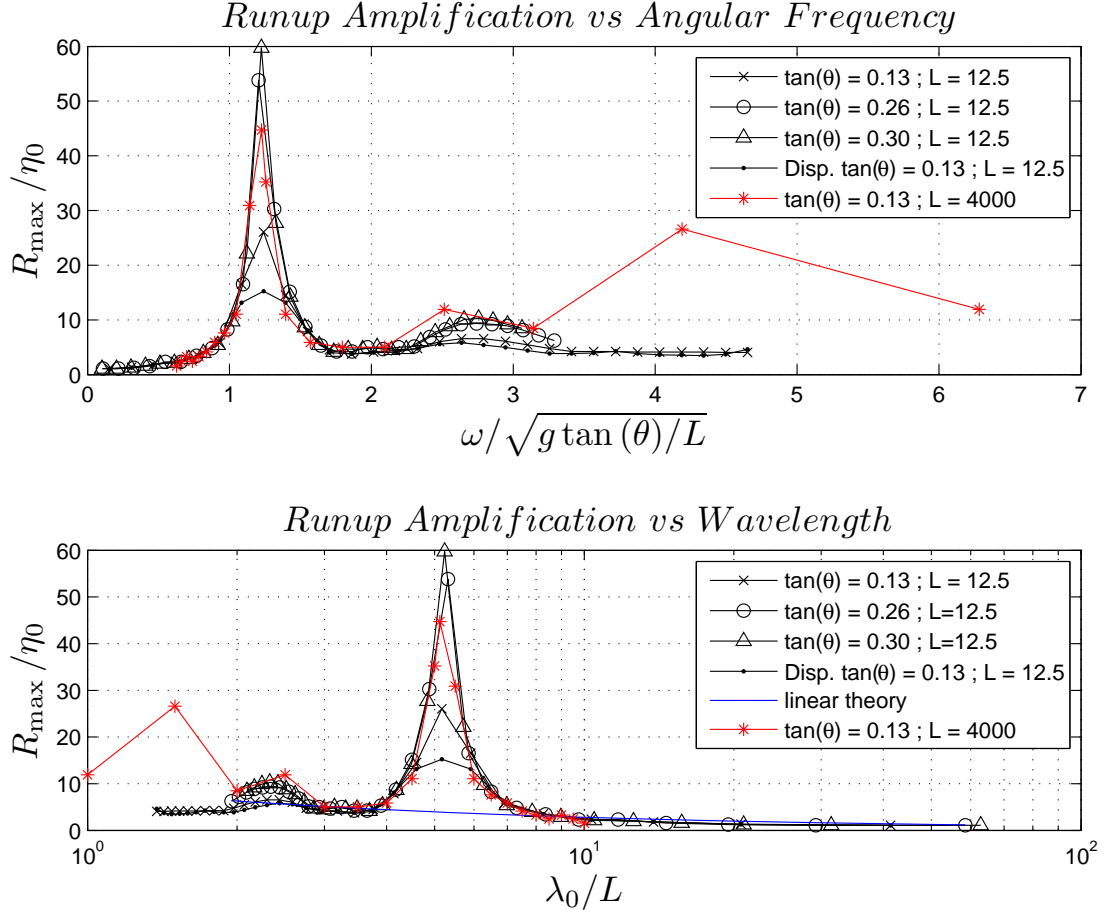 Runup Amplification vs Angular Frequency
60
50
40
30
20
10
0
R_max /η_0
0 1 2 3 4 5 6 7
ω/√g tan (θ)/L
tan(θ) = 0.13 ; L = 12.5
tan(θ) = 0.26 ; L = 12.5
tan(θ) = 0.30 ; L = 12.5
Disp. tan(θ) = 0.13 ; L = 12.5
tan(θ) = 0.13 ; L = 4000
Runup Amplification vs Wavelength
60
50
40
30
20
10
0
R_max /η_0
10^0 10^1 10^2
λ_0/L
tan(θ) = 0.13 ; L = 12.5
tan(θ) = 0.26 ; L=12.5
tan(θ) = 0.30 ; L=12.5
Disp. tan(θ) = 0.13 ; L = 12.5
linear theory
tan(θ) = 0.13 ; L = 4000